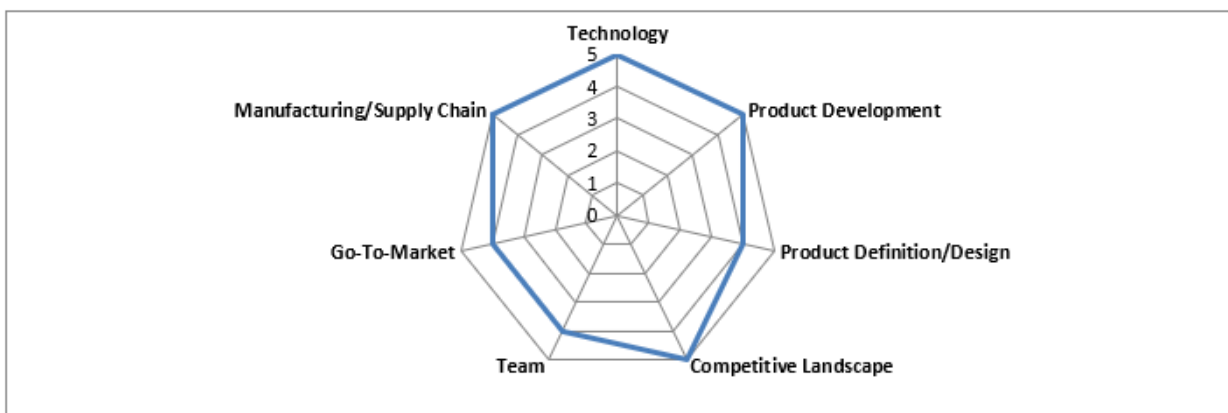 Technology
5
Manufacturing/Supply Chain
4
Product Development
3
2
1
0
Go-To-Market
Product Definition/Design
Team
Competitive Landscape